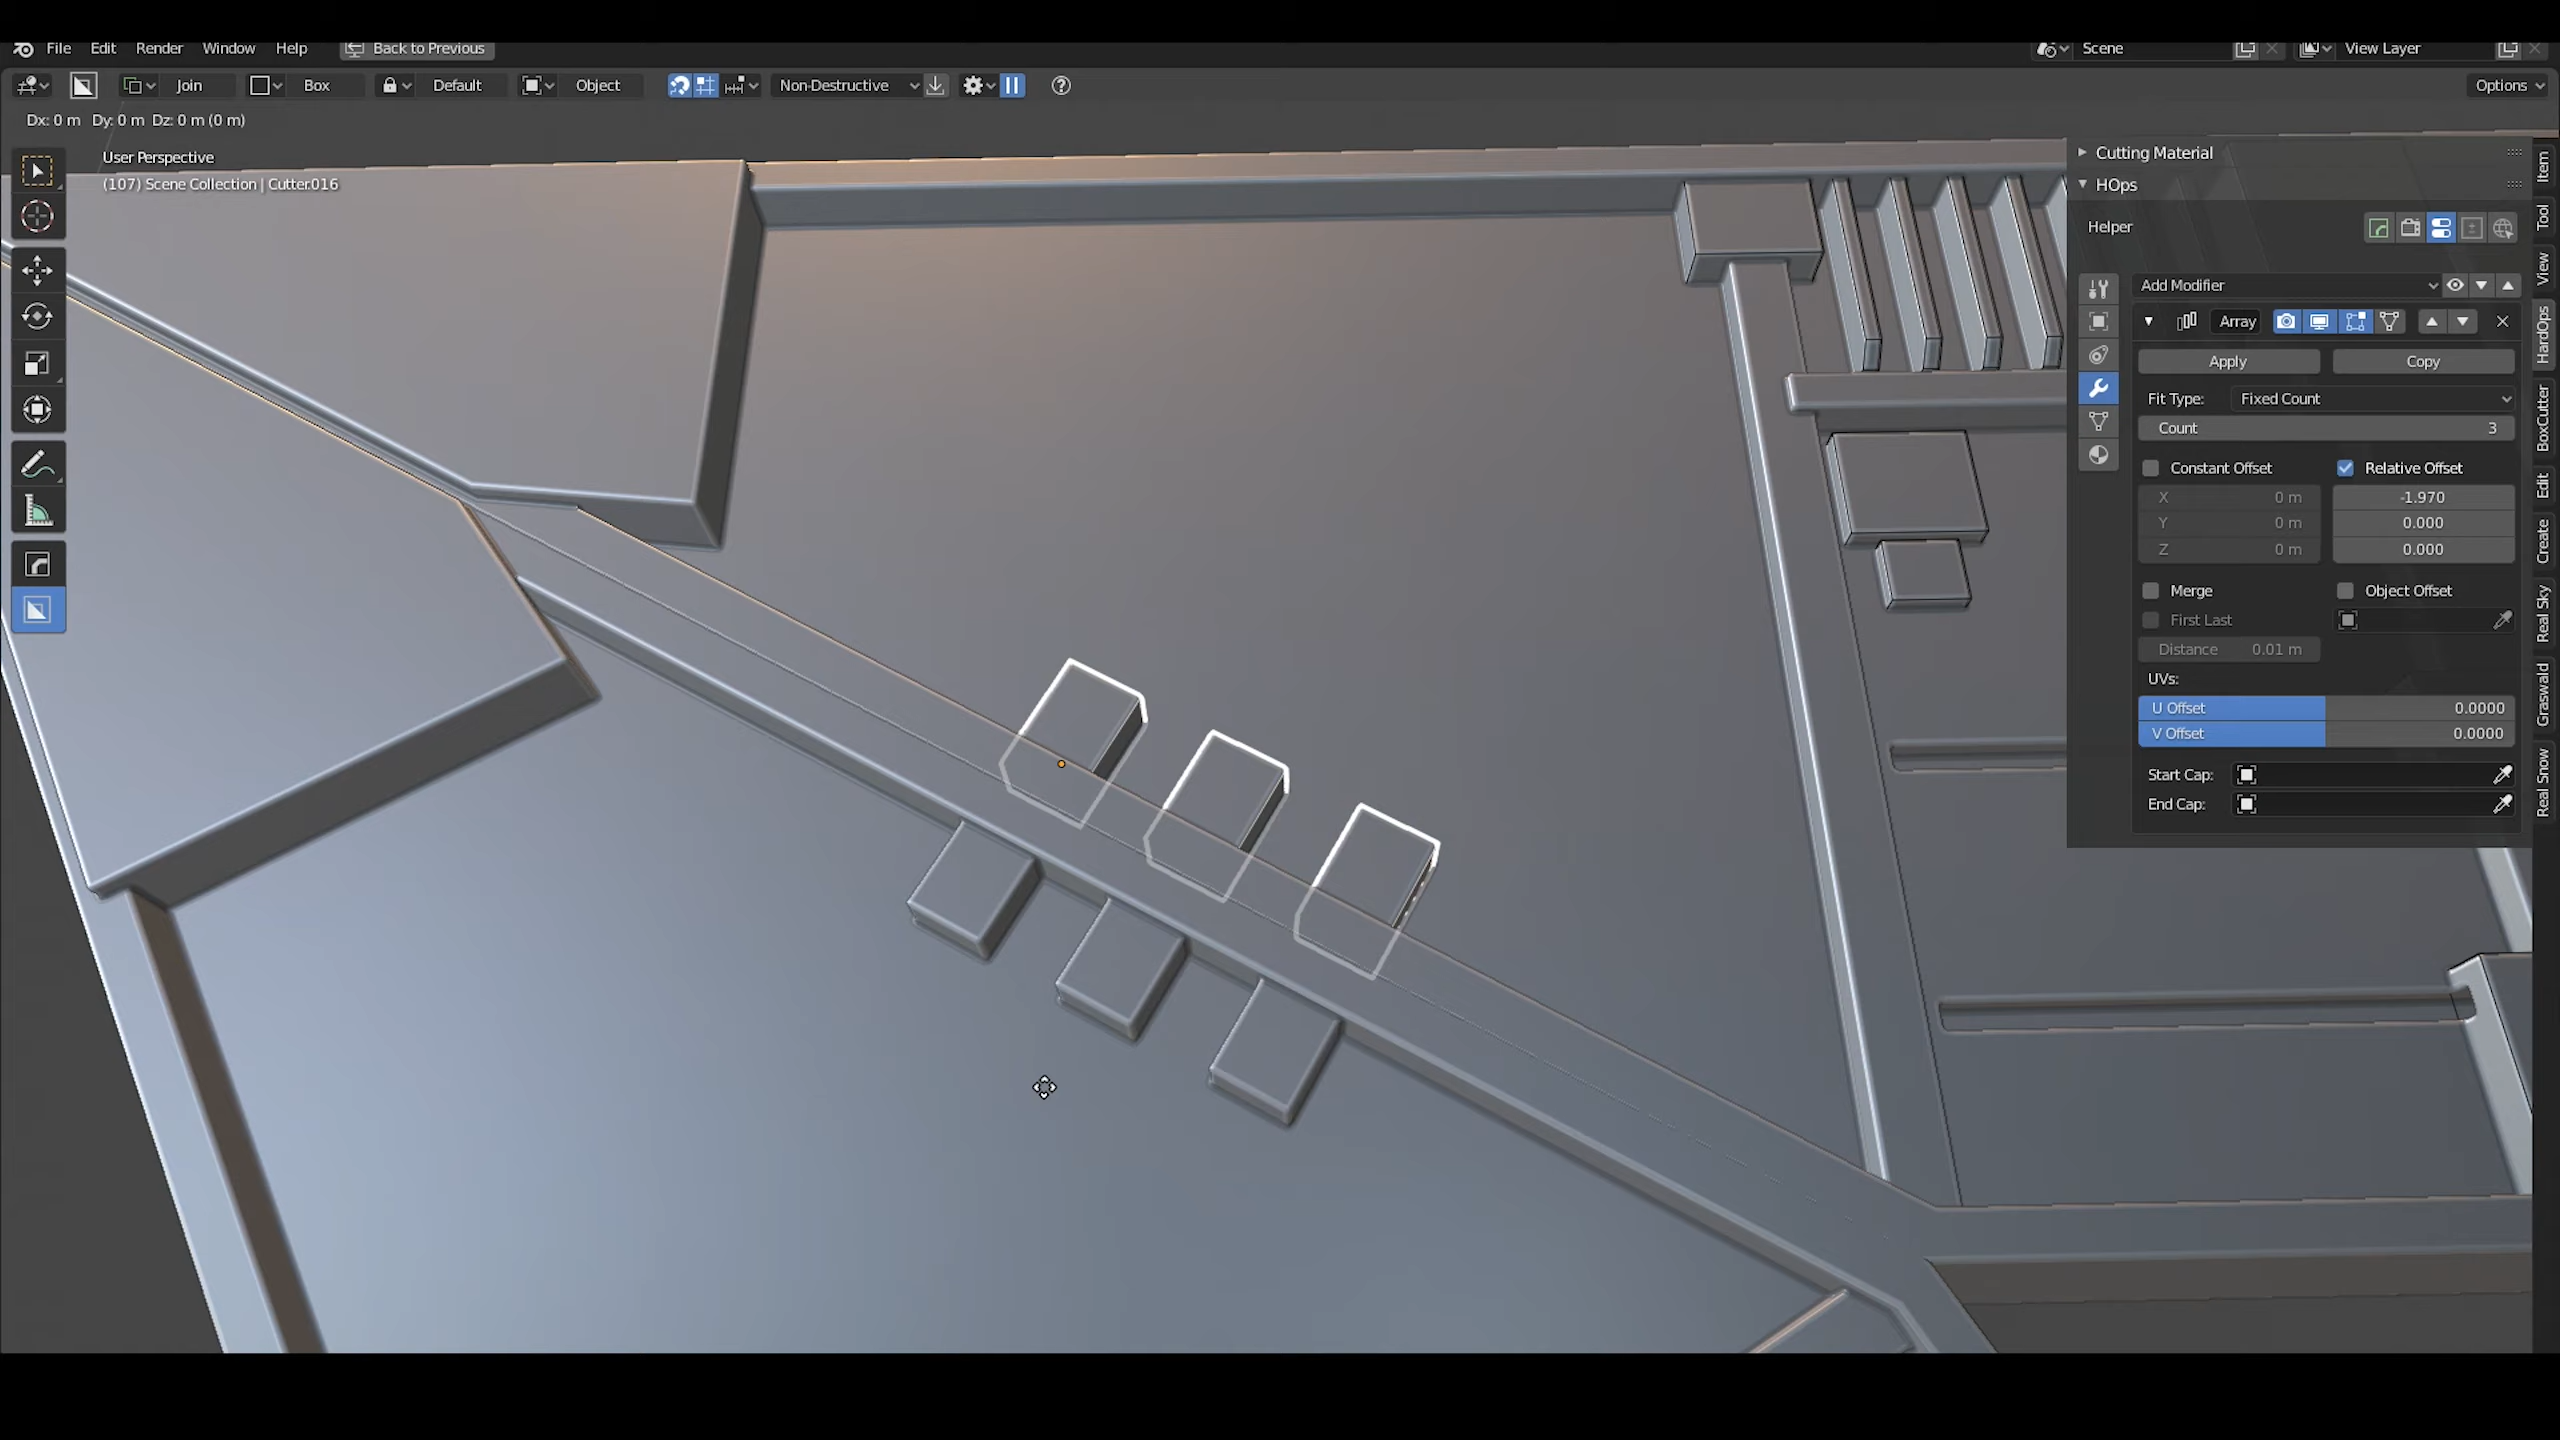 File Edit Render Window Help Back to Previous Scene View Layer
Join Box Default Object Non-Destructive Options
Dx: 0 m Dy: 0 m Dz: 0 m (0 m)
User Perspective
(107) Scene Collection | Cutter.016
Cutting Material
HOps
Helper
Add Modifier
Array
Apply Copy
Fit Type: Fixed Count
Count 3
Constant Offset Relative Offset
X 0 m -1.970
Y 0 m 0.000
Z 0 m 0.000
Merge Object Offset
First Last
Distance 0.01 m
UVs:
U Offset 0.0000
V Offset 0.0000
Start Cap:
End Cap:
Item
Tool
View
HardOps
BoxCutter
Edit
Create
Real Sky
Graswald
Real Snow